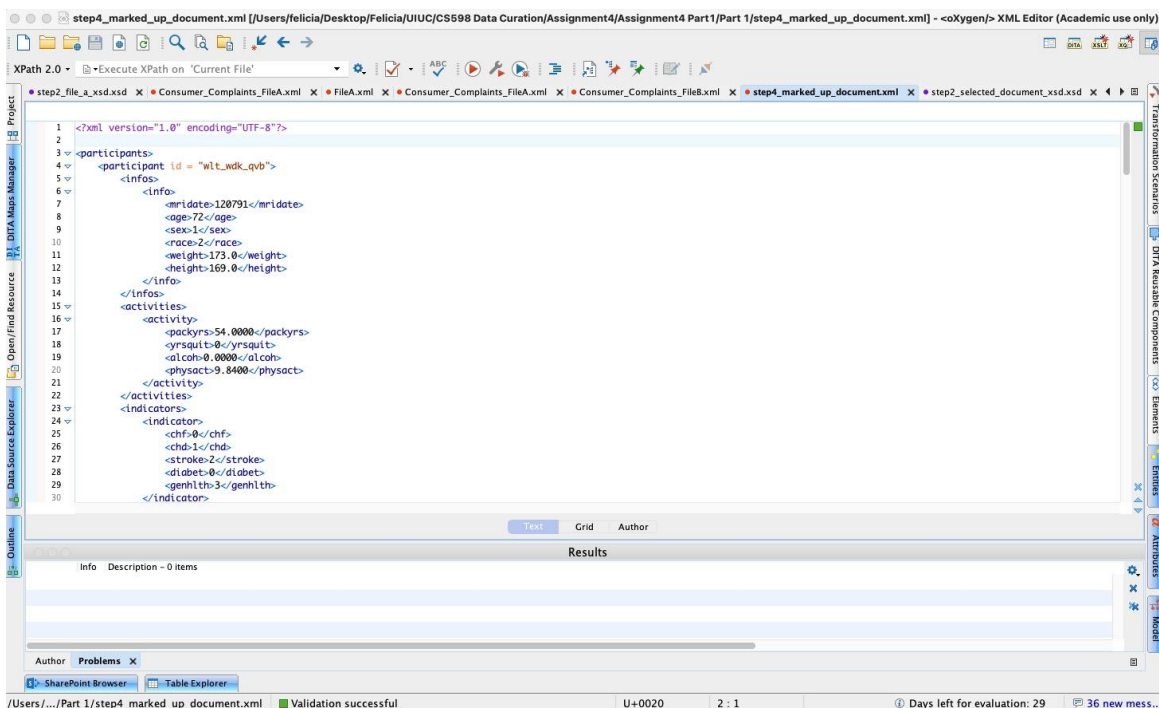 step4_marked_up_document.xml [/Users/felicia/Desktop/Felicia/UIUC/CS598 Data Curation/Assignment4/Assignment4 Part1/Part 1/step4_marked_up_document.xml] - <oXygen/> XML Editor (Academic use only)
DITA XSLT XQ
XPath 2.0 Execute XPath on 'Current File' ABC
step2_file_a_xsd.xsd Consumer_Complaints_FileA.xml FileA.xml Consumer_Complaints_FileA.xml Consumer_Complaints_FileB.xml step4_marked_up_document.xml step2_selected_document_xsd.xsd
Project
DITA Maps Manager
Open/Find Resource
Data Source Explorer
Outline
1 <?xml version="1.0" encoding="UTF-8"?>
2
3 <participants>
4 <participant id = "wlt_wdk_qvb">
5 <infos>
6 <info>
7 <mridate>120791</mridate>
8 <age>72</age>
9 <sex>1</sex>
10 <race>2</race>
11 <weight>173.0</weight>
12 <height>169.0</height>
13 </info>
14 </infos>
15 <activities>
16 <activity>
17 <packyrs>54.0000</packyrs>
18 <yrsquit>0</yrsquit>
19 <alcoh>0.0000</alcoh>
20 <physact>9.8400</physact>
21 </activity>
22 </activities>
23 <indicators>
24 <indicator>
25 <chf>0</chf>
26 <chd>1</chd>
27 <stroke>2</stroke>
28 <diabet>0</diabet>
29 <genhlth>3</genhlth>
30 </indicator>
Transformation Scenarios
DITA Reusable Components
Elements
Entities
Attributes
Model
Text Grid Author
Results
Info Description - 0 items
Author Problems
SharePoint Browser Table Explorer
/Users/.../Part 1/step4_marked_up_document.xml Validation successful U+0020 2 : 1 Days left for evaluation: 29 36 new mess...